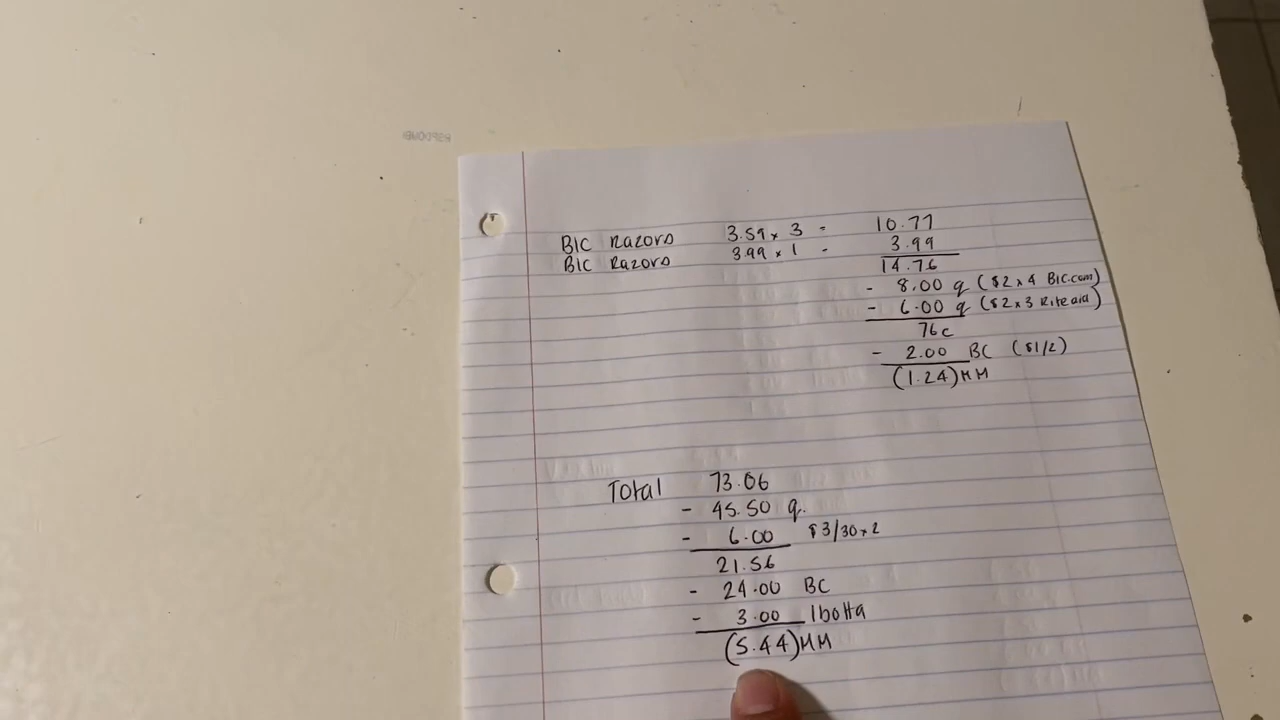 BIC Razors 3.59 x 3 = 10.77
BIC Razors 3.99 x 1 - 3.99
14.76
- 8.00 q ($2 x 4 Bic.com)
- 6.00 q ($2 x 3 Rite aid)
76c
- 2.00 BC ($1/2)
(1.24) MM
Total 73.06
- 45.50 q.
- 6.00 $3/30 x 2
21.56
- 24.00 BC
- 3.00 Ibotta
(5.44) MM